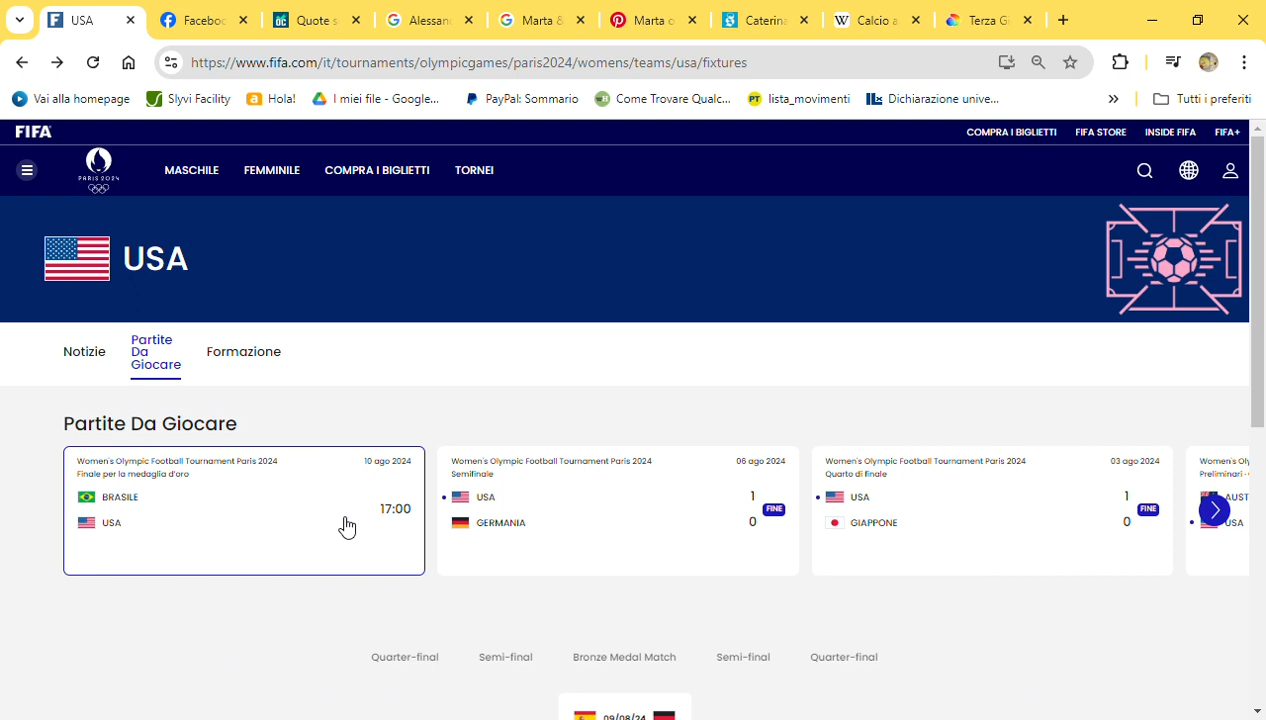 USA
Facebo
Quote s
Alessan
Marta &
Marta o
Caterina
Calcio a
Terza Gi
https://www.fifa.com/it/tournaments/olympicgames/paris2024/womens/teams/usa/fixtures
Vai alla homepage
Slyvi Facility
Hola!
I miei file - Google...
PayPal: Sommario
Come Trovare Qualc...
lista_movimenti
Dichiarazione unive...
»
Tutti i preferiti
FIFA
COMPRA I BIGLIETTI
FIFA STORE
INSIDE FIFA
FIFA+
PARIS 2024
MASCHILE
FEMMINILE
COMPRA I BIGLIETTI
TORNEI
USA
Notizie
Partite
Da
Giocare
Formazione
Partite Da Giocare
Women's Olympic Football Tournament Paris 2024
10 ago 2024
Finale per la medaglia d'oro
BRASILE
17:00
USA
Women's Olympic Football Tournament Paris 2024
06 ago 2024
Semifinale
USA
1
FINE
GERMANIA
0
Women's Olympic Football Tournament Paris 2024
03 ago 2024
Quarto di finale
USA
1
FINE
GIAPPONE
0
Women's Oly
Preliminari -
AUST
USA
Quarter-final
Semi-final
Bronze Medal Match
Semi-final
Quarter-final
09/08/24